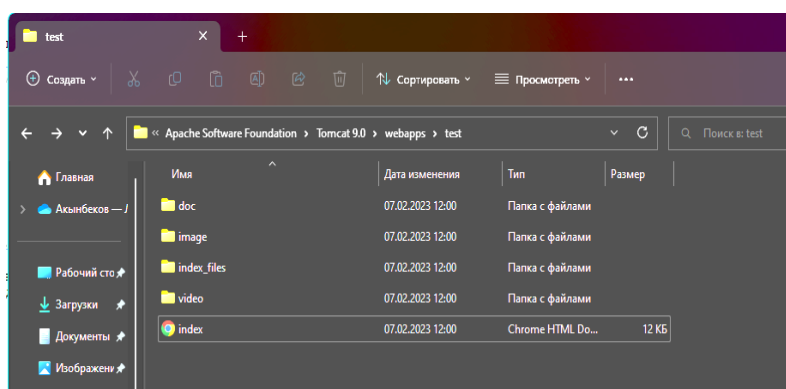 test
Создать
Сортировать
Просмотреть
« Apache Software Foundation › Tomcat 9.0 › webapps › test
Поиск в: test
Главная
Акынбеков —
Рабочий сто
Загрузки
Документы
Изображени
Имя Дата изменения Тип Размер
doc 07.02.2023 12:00 Папка с файлами
image 07.02.2023 12:00 Папка с файлами
index_files 07.02.2023 12:00 Папка с файлами
video 07.02.2023 12:00 Папка с файлами
index 07.02.2023 12:00 Chrome HTML Do... 12 КБ